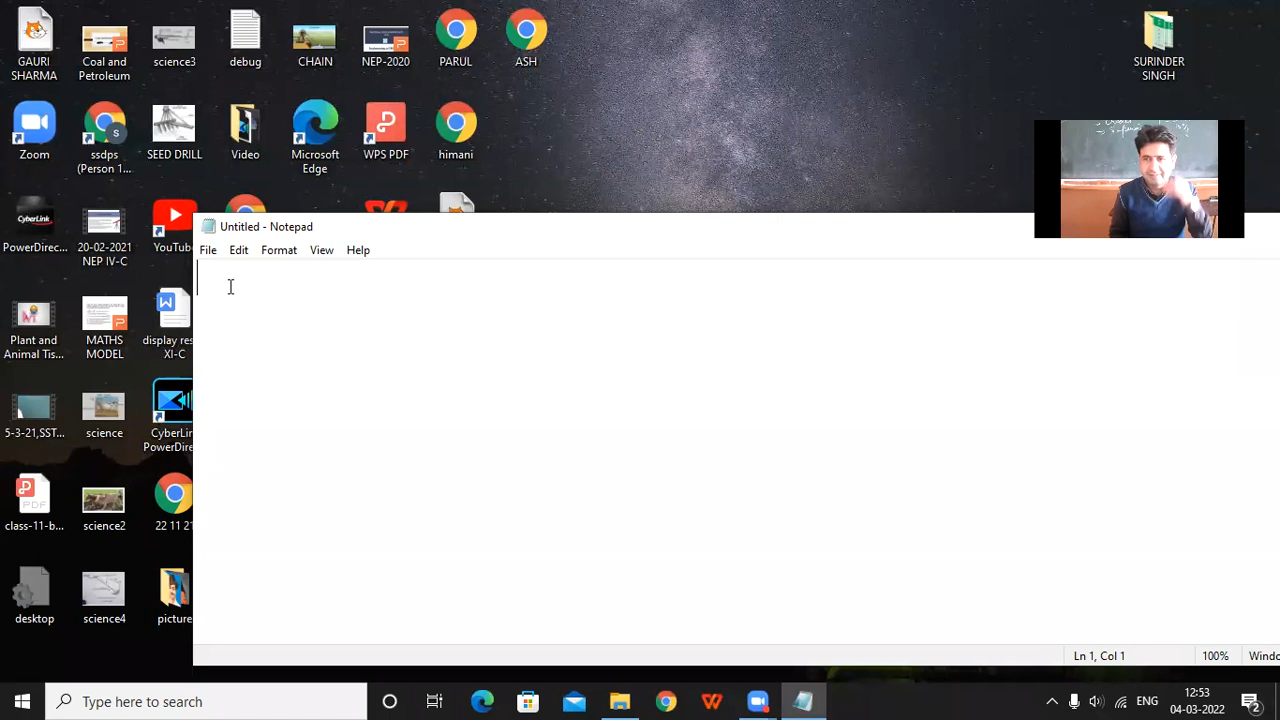 GAURI SHARMA
Coal and Petroleum
science3
debug
CHAIN
NEP-2020
PARUL
ASH
SURINDER SINGH
Zoom
ssdps (Person 1...
SEED DRILL
Video
Microsoft Edge
WPS PDF
himani
CyberLink
PowerDirec...
20-02-2021 NEP IV-C
YouTube
Untitled - Notepad
File Edit Format View Help
Plant and Animal Tis...
MATHS MODEL
display res XI-C
5-3-21,SST...
science
CyberLin PowerDire
class-11-b...
science2
22 11 21
desktop
science4
picture
Ln 1, Col 1
100%
Windo
Type here to search
ENG
12:53
04-03-2022